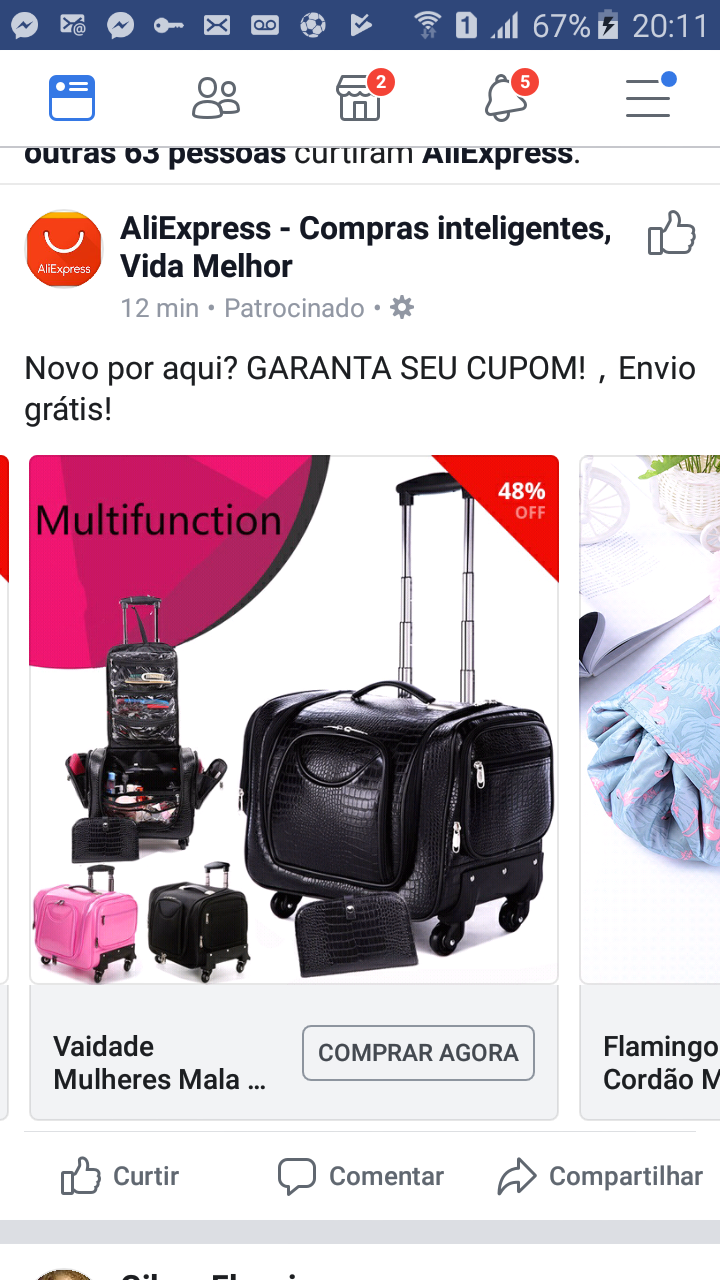 1 67% 20:11
2 5
outras 63 pessoas curtiram AliExpress.
AliExpress
AliExpress - Compras inteligentes,
Vida Melhor
12 min • Patrocinado •
Novo por aqui? GARANTA SEU CUPOM! , Envio
grátis!
Multifunction
48%
OFF
Vaidade
Mulheres Mala ...
COMPRAR AGORA
Flamingo
Cordão M
Curtir
Comentar
Compartilhar